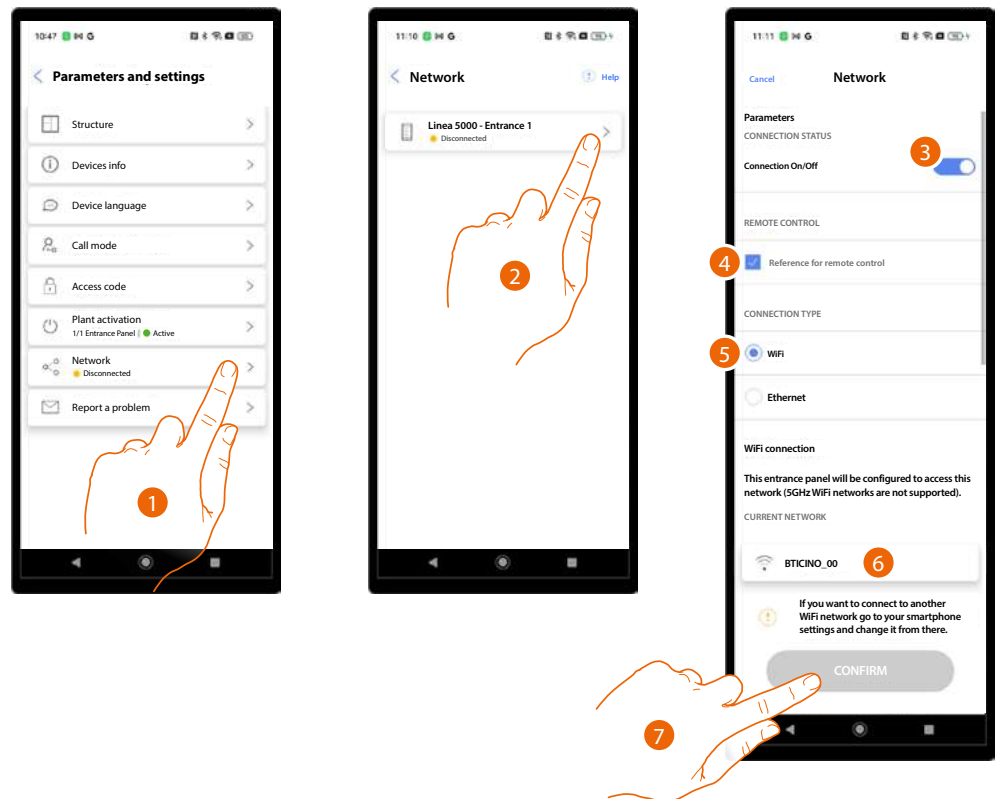 10:47 G
Parameters and settings
Structure
Devices info
Device language
Call mode
Access code
Plant activation
1/1 Entrance Panel | Active
Network
Disconnected
Report a problem
1
11:10 G
Network
Help
Linea 5000 - Entrance 1
Disconnected
2
11:11 G
Cancel
Network
Parameters
CONNECTION STATUS
Connection On/Off
3
REMOTE CONTROL
4
Reference for remote control
CONNECTION TYPE
5
WiFi
Ethernet
WiFi connection
This entrance panel will be configured to access this
network (5GHz WiFi networks are not supported).
CURRENT NETWORK
BTICINO_00
6
If you want to connect to another
WiFi network go to your smartphone
settings and change it from there.
CONFIRM
7